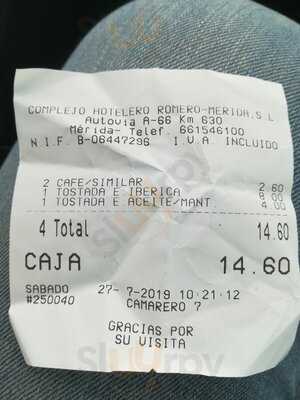 COMPLEJO HOTELERO ROMERO-MERIDA,S L
Autovia A-66 Km 630
Mérida- Telef. 661546100
N I.F. B-06447296 I.V.A. INCLUIDO
2 CAFE/SIMILAR 2.60
1 TOSTADA E IBERICA 8.00
1 TOSTADA E ACEITE/MANT. 4.00
4 Total 14.60
CAJA 14.60
SABADO 27- 7-2019 10:21:12
#250040 CAMARERO 7
GRACIAS POR
SU VISITA